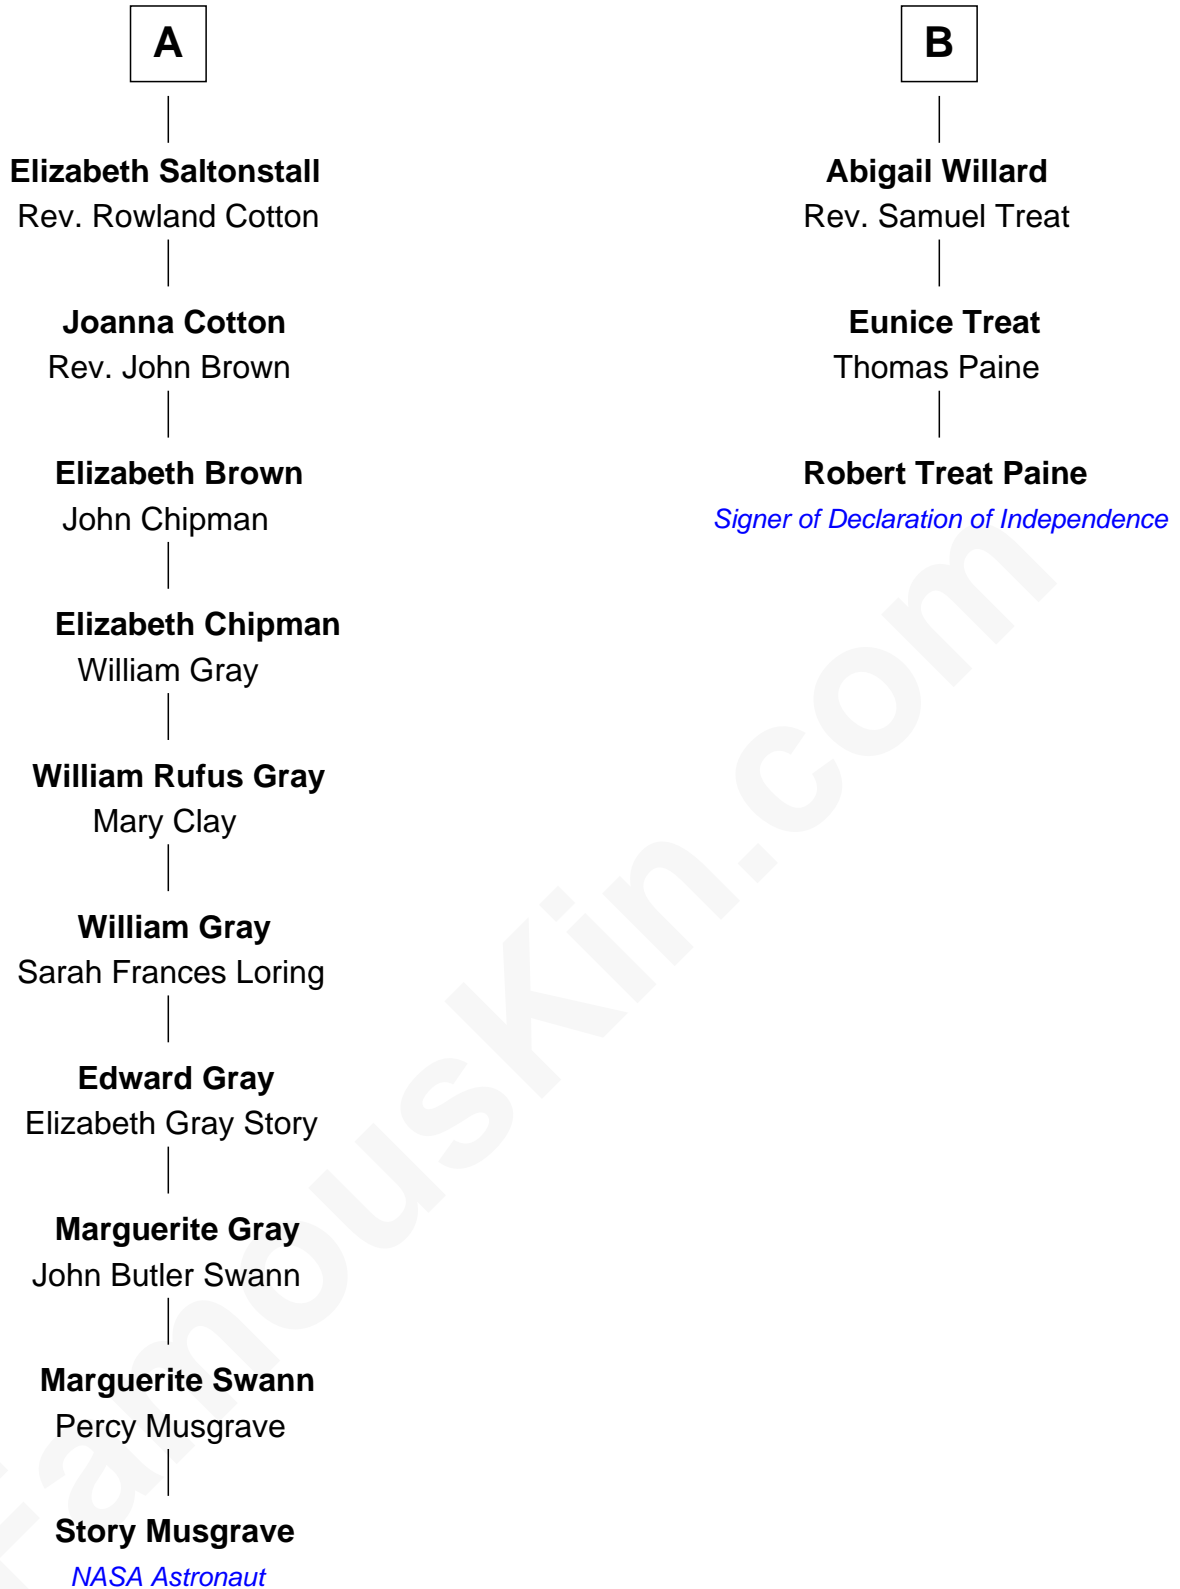 A
Elizabeth Saltonstall
Rev. Rowland Cotton
Joanna Cotton
Rev. John Brown
Elizabeth Brown
John Chipman
Elizabeth Chipman
William Gray
William Rufus Gray
Mary Clay
William Gray
Sarah Frances Loring
Edward Gray
Elizabeth Gray Story
Marguerite Gray
John Butler Swann
Marguerite Swann
Percy Musgrave
Story Musgrave
NASA Astronaut
B
Abigail Willard
Rev. Samuel Treat
Eunice Treat
Thomas Paine
Robert Treat Paine
Signer of Declaration of Independence
FamousKin.com